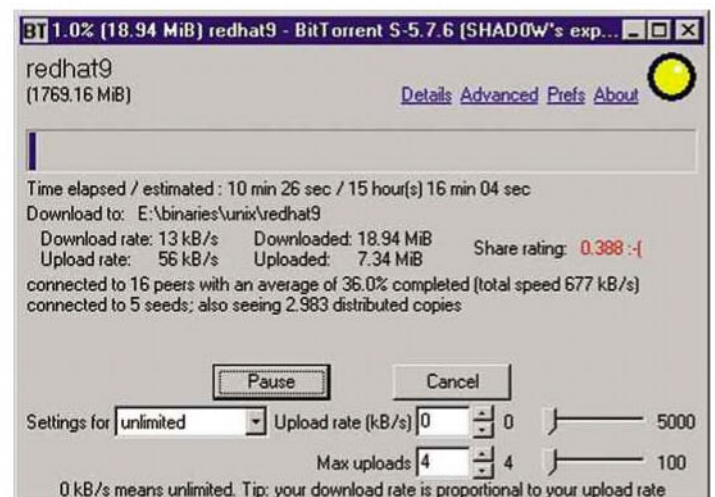 BT 1.0% (18.94 MiB) redhat9 - BitTorrent S-5.7.6 (SHAD0W's exp...
redhat9
(1769.16 MiB)
Details Advanced Prefs About
Time elapsed / estimated : 10 min 26 sec / 15 hour(s) 16 min 04 sec
Download to: E:\binaries\unix\redhat9
Download rate: 13 kB/s Downloaded: 18.94 MiB
Upload rate: 56 kB/s Uploaded: 7.34 MiB
Share rating: 0.388 :-(
connected to 16 peers with an average of 36.0% completed (total speed 677 kB/s)
connected to 5 seeds; also seeing 2.983 distributed copies
Pause Cancel
Settings for unlimited Upload rate (kB/s) 0 0 5000
Max uploads 4 4 100
0 kB/s means unlimited. Tip: your download rate is proportional to your upload rate